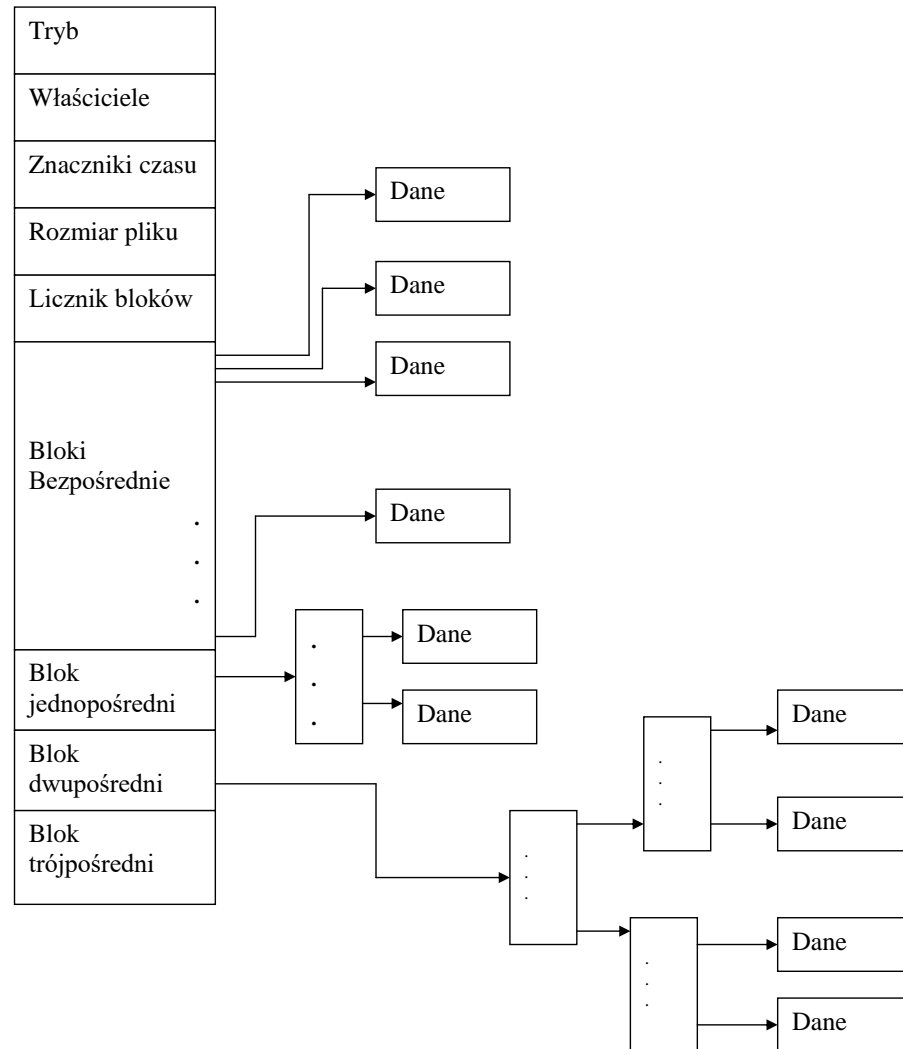 Tryb
Właściciele
Znaczniki czasu
Rozmiar pliku
Licznik bloków
Bloki
Bezpośrednie
Blok
jednopośredni
Blok
dwupośredni
Blok
trójpośredni
Dane
Dane
Dane
Dane
Dane
Dane
Dane
Dane
Dane
Dane